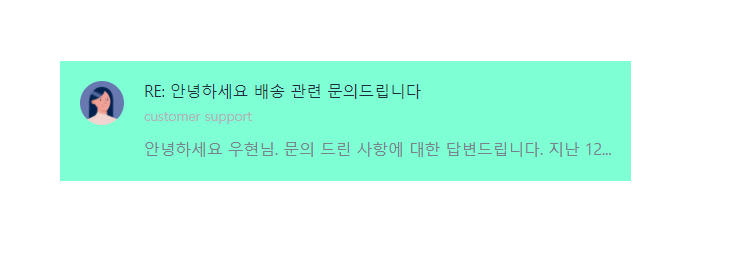 RE: 안녕하세요 배송 관련 문의드립니다
customer support
안녕하세요 우현님. 문의 드린 사항에 대한 답변드립니다. 지난 12...